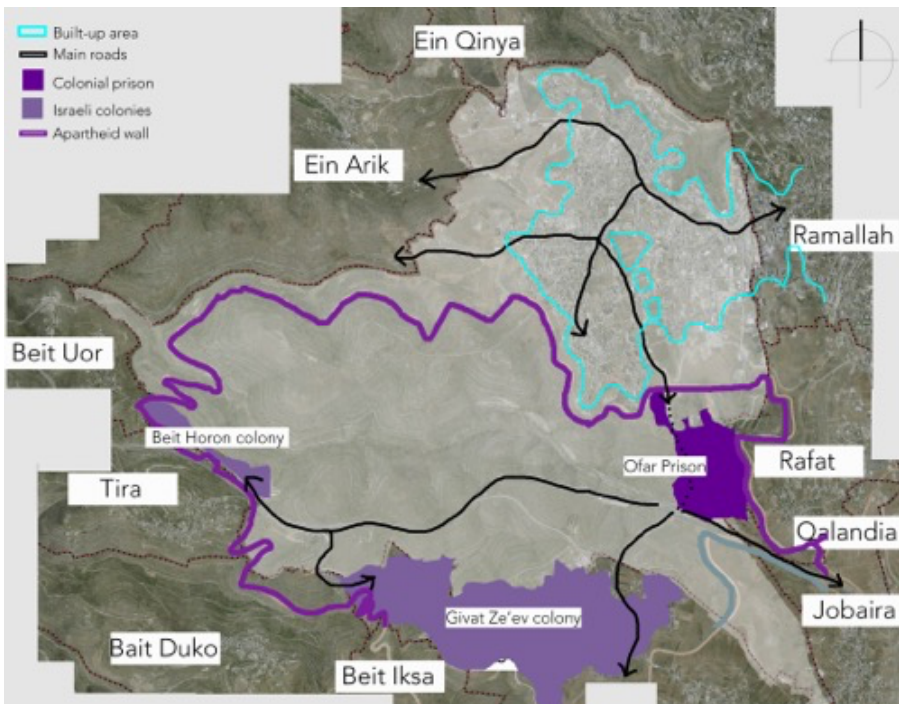 Built-up area
Main roads
Colonial prison
Israeli colonies
Apartheid wall
Ein Qinya
Ein Arik
Ramallah
Beit Uor
Beit Horon colony
Ofar Prison
Rafat
Tira
Qalandia
Jobaira
Givat Ze'ev colony
Bait Duko
Beit Iksa